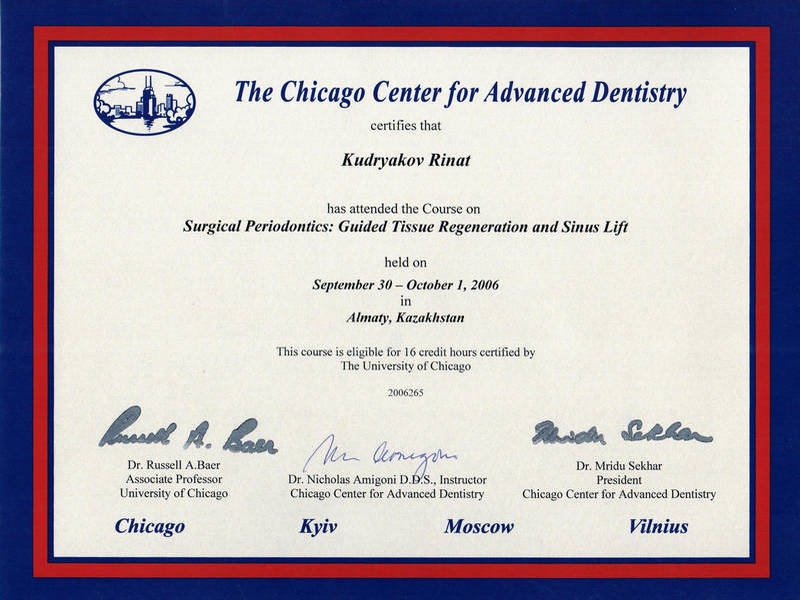 The Chicago Center for Advanced Dentistry
certifies that
Kudryakov Rinat
has attended the Course on
Surgical Periodontics: Guided Tissue Regeneration and Sinus Lift
held on
September 30 – October 1, 2006
in
Almaty, Kazakhstan
This course is eligible for 16 credit hours certified by
The University of Chicago
2006265
Russell A. Baer
Mridu Sekhar
Dr. Russell A.Baer
Associate Professor
University of Chicago
Dr. Nicholas Amigoni D.D.S., Instructor
Chicago Center for Advanced Dentistry
Dr. Mridu Sekhar
President
Chicago Center for Advanced Dentistry
Chicago Kyiv Moscow Vilnius